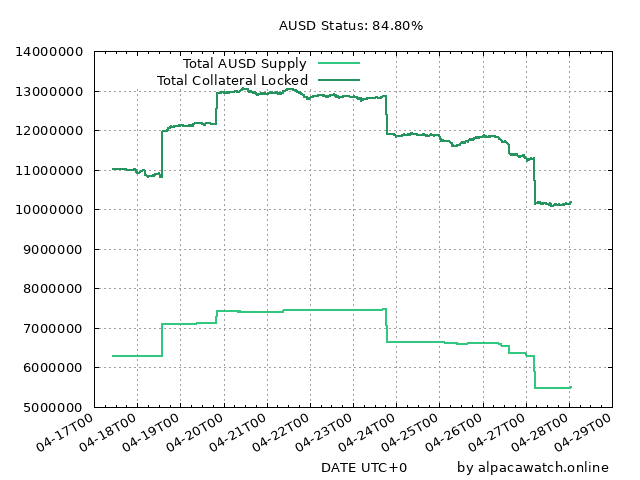 AUSD Status: 84.80%
Total AUSD Supply
Total Collateral Locked
14000000
13000000
12000000
11000000
10000000
9000000
8000000
7000000
6000000
5000000
04-17T00
04-18T00
04-19T00
04-20T00
04-21T00
04-22T00
04-23T00
04-24T00
04-25T00
04-26T00
04-27T00
04-28T00
04-29T00
DATE UTC+0
by alpacawatch.online